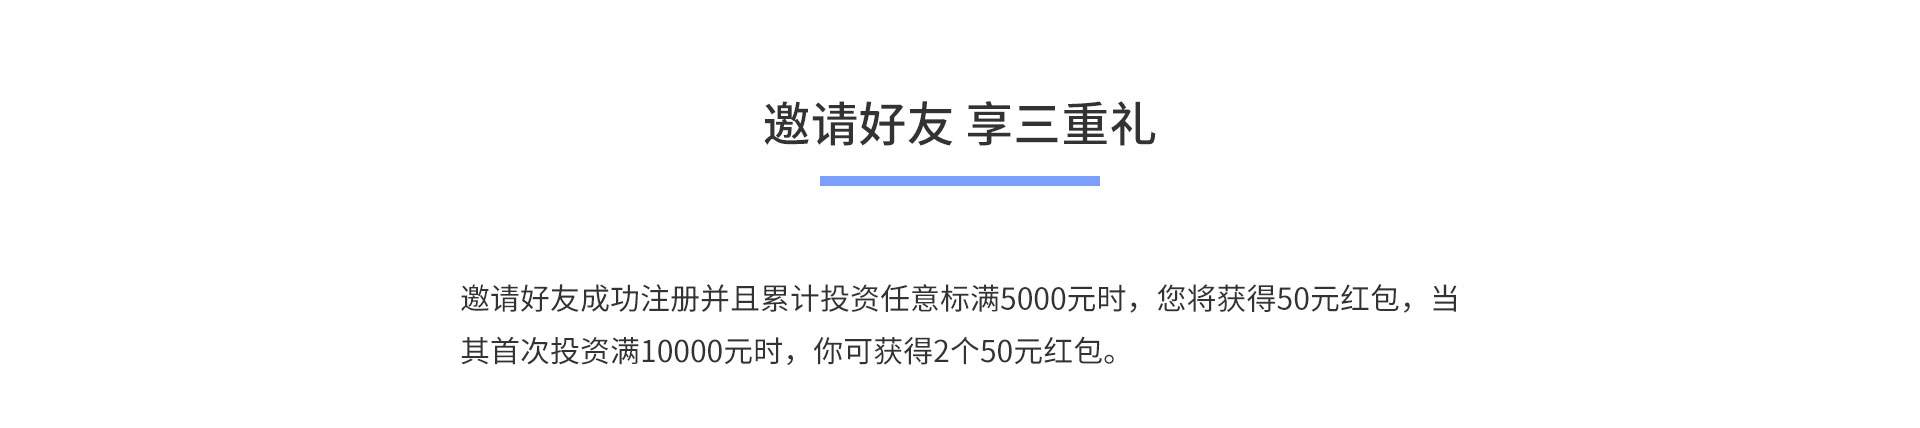 邀请好友 享三重礼
邀请好友成功注册并且累计投资任意标满5000元时，您将获得50元红包，当
其首次投资满10000元时，你可获得2个50元红包。